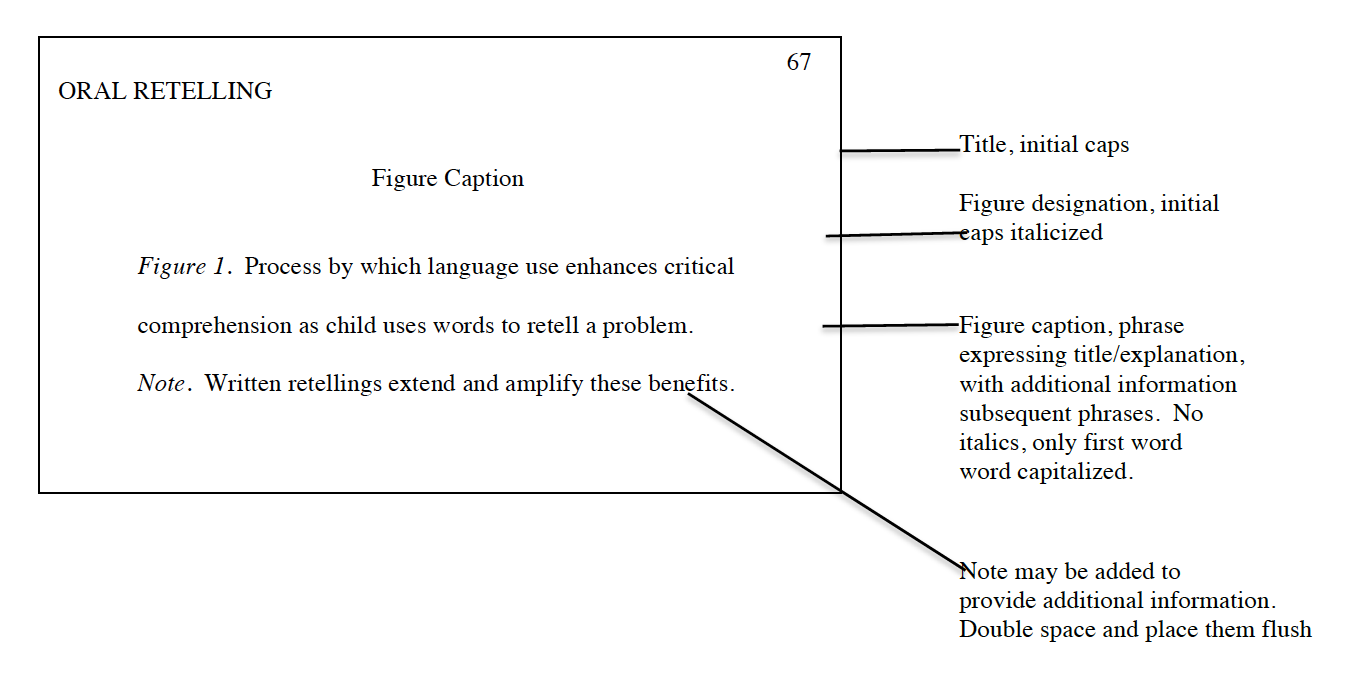 67
ORAL RETELLING
Figure Caption
Figure 1. Process by which language use enhances critical
comprehension as child uses words to retell a problem.
Note. Written retellings extend and amplify these benefits.
Title, initial caps
Figure designation, initial
caps italicized
Figure caption, phrase
expressing title/explanation,
with additional information
subsequent phrases. No
italics, only first word
word capitalized.
Note may be added to
provide additional information.
Double space and place them flush